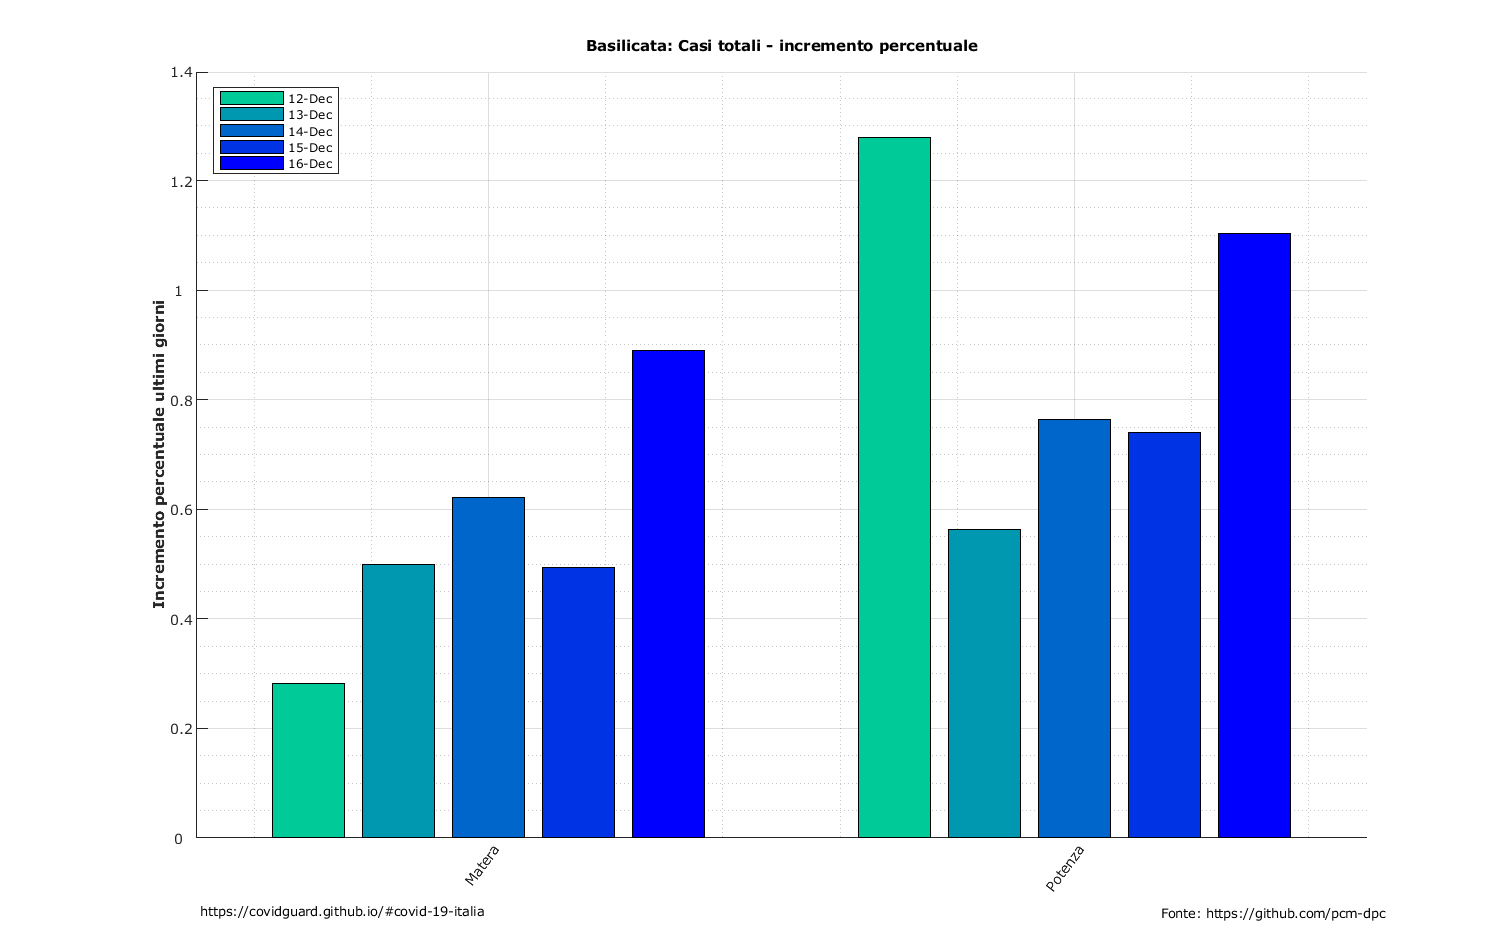 Basilicata: Casi totali - incremento percentuale
1.4
1.2
1
0.8
0.6
0.4
0.2
0
Incremento percentuale ultimi giorni
12-Dec
13-Dec
14-Dec
15-Dec
16-Dec
Matera
Potenza
https://covidguard.github.io/#covid-19-italia
Fonte: https://github.com/pcm-dpc